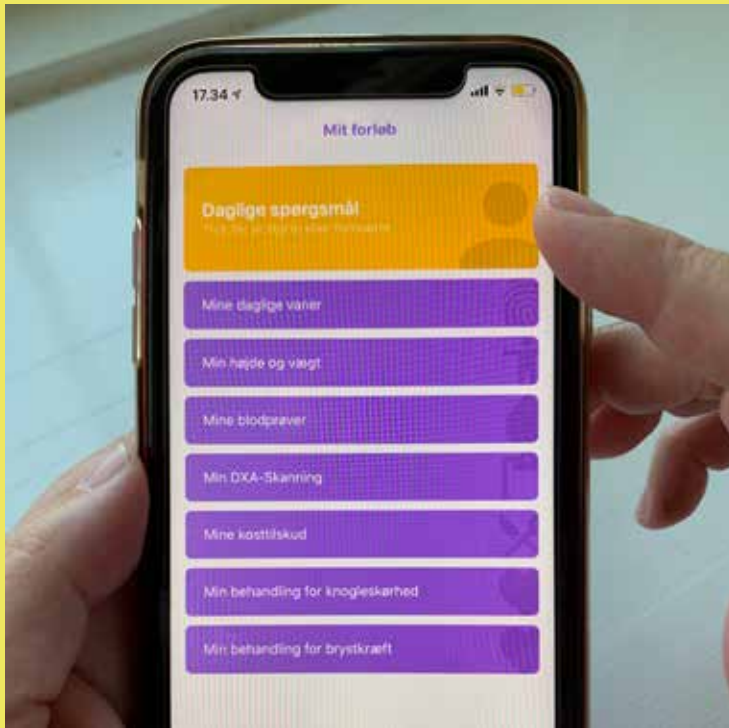 17.34
Mit forløb
Daglige spørgsmål
Mine daglige vaner
Min højde og vægt
Mine blodprøver
Min DXA-Skanning
Mine kosttilskud
Min behandling for knogleskørhed
Min behandling for brystkræft